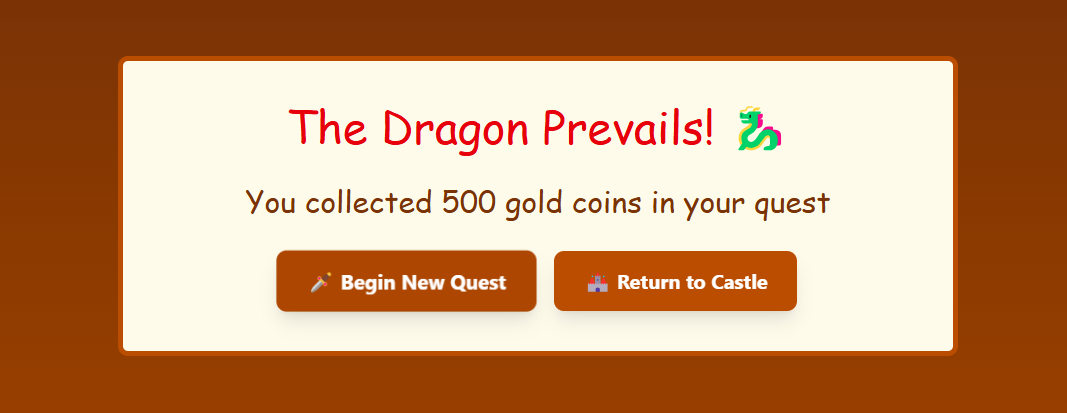 The Dragon Prevails! 🐉
You collected 500 gold coins in your quest
🗡️ Begin New Quest
🏰 Return to Castle